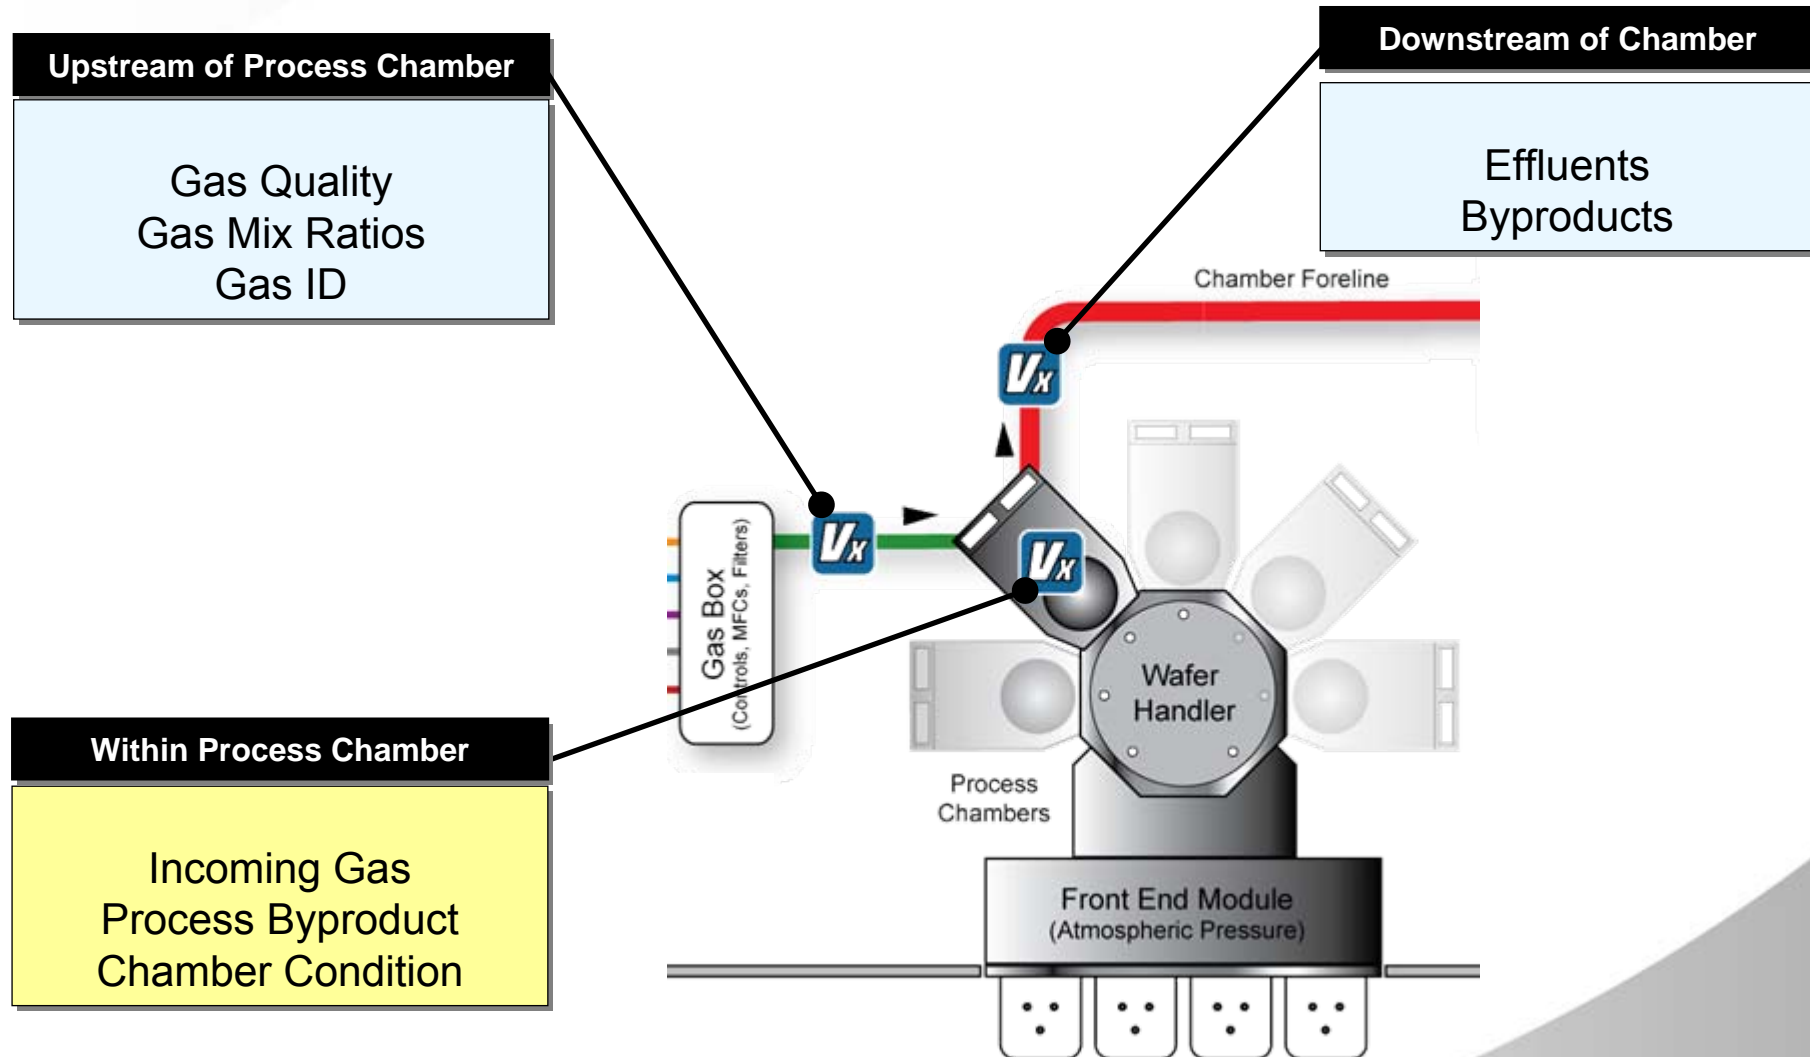 Upstream of Process Chamber
Gas Quality
Gas Mix Ratios
Gas ID
Downstream of Chamber
Effluents
Byproducts
Chamber Foreline
Vx
Vx
Vx
Gas Box
(Controls, MFCs, Filters)
Wafer
Handler
Within Process Chamber
Incoming Gas
Process Byproduct
Chamber Condition
Process
Chambers
Front End Module
(Atmospheric Pressure)